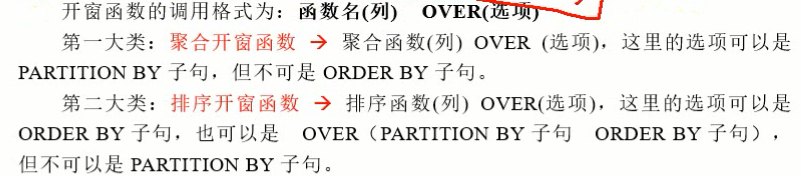 开窗函数的调用格式为：函数名(列) OVER(选项)
第一大类：聚合开窗函数 → 聚合函数(列) OVER (选项)，这里的选项可以是
PARTITION BY 子句，但不可是 ORDER BY 子句。
第二大类：排序开窗函数 → 排序函数(列) OVER(选项)，这里的选项可以是
ORDER BY 子句，也可以是 OVER（PARTITION BY 子句 ORDER BY 子句），
但不可以是 PARTITION BY 子句。